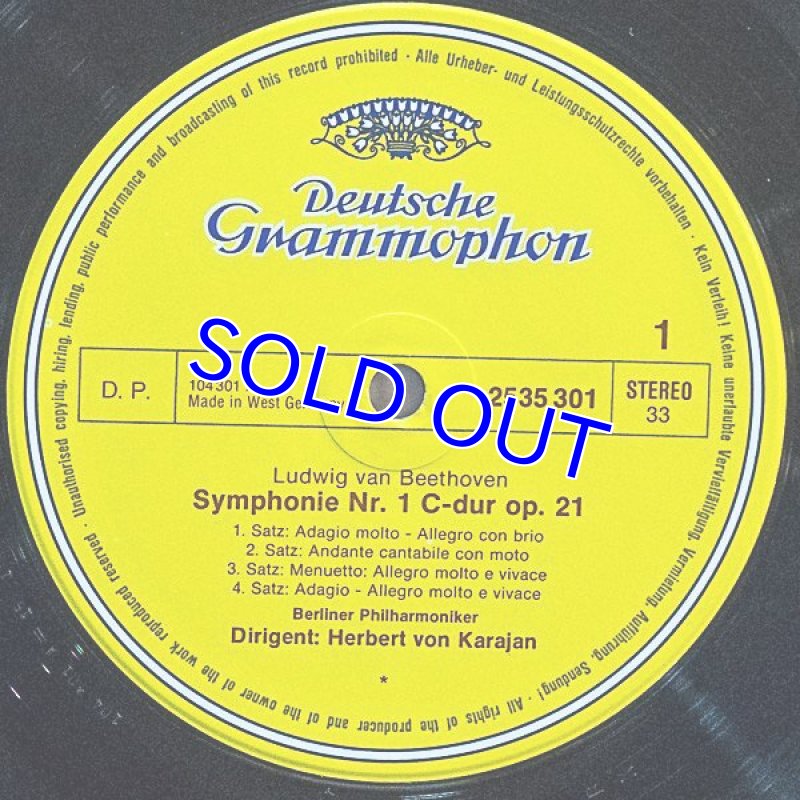 Unauthorised copying, hiring, lending, public performance and broadcasting of this record prohibited · Alle Urheber- und Leistungsschutzrechte vorbehalten · Kein Verleih! Keine unerlaubte Vervielfältigung, Vermietung, Aufführung, Sendung! · All rights of the producer and of the owner of the work reproduced reserved ·
Deutsche
Grammophon
1
D. P.
104301
Made in West
2535 301
STEREO
33
SOLD OUT
Ludwig van Beethoven
Symphonie Nr. 1 C-dur op. 21
1. Satz: Adagio molto - Allegro con brio
2. Satz: Andante cantabile con moto
3. Satz: Menuetto: Allegro molto e vivace
4. Satz: Adagio - Allegro molto e vivace
Berliner Philharmoniker
Dirigent: Herbert von Karajan
*